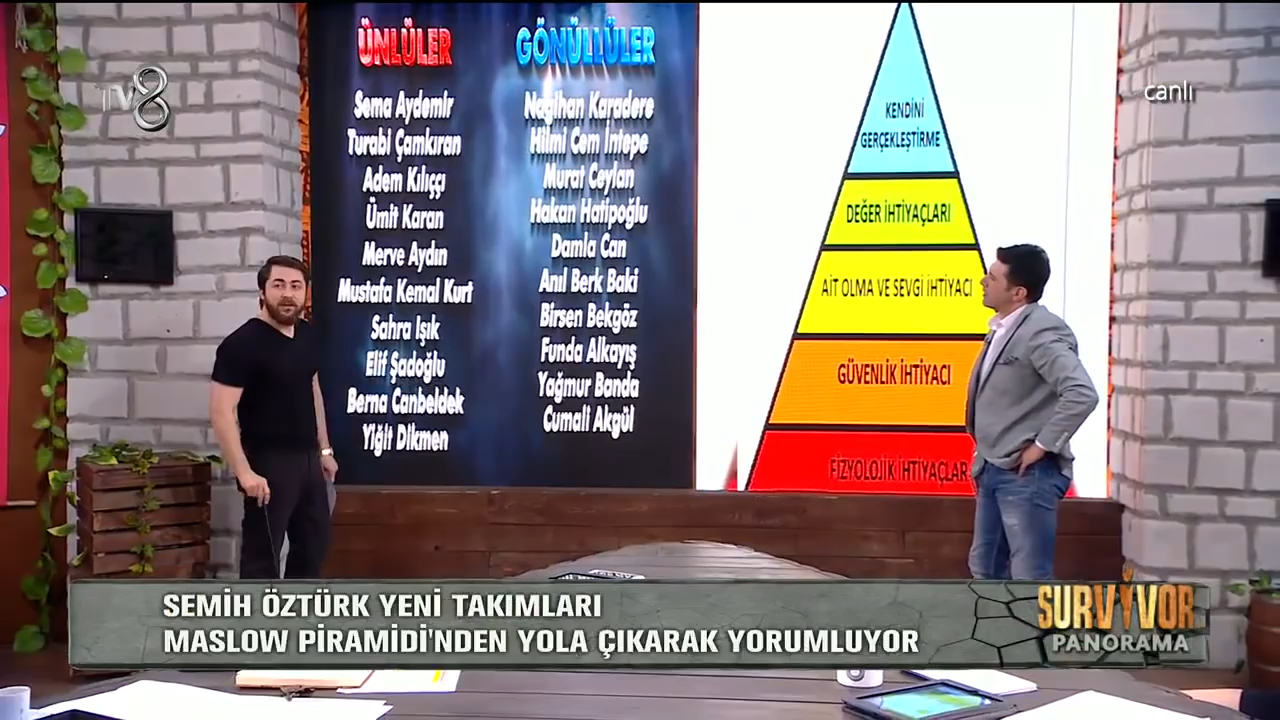 TV8
canlı
ÜNLÜLER
Sema Aydemir
Turabi Çamkıran
Adem Kılıççı
Ümit Karan
Merve Aydın
Mustafa Kemal Kurt
Sahra Işık
Elif Şadoğlu
Berna Canbeldek
Yiğit Dikmen
GÖNÜLLÜLER
Nagihan Karadere
Hilmi Cem İntepe
Murat Ceylan
Hakan Hatipoğlu
Damla Can
Anıl Berk Baki
Birsen Bekgöz
Funda Alkayış
Yağmur Banda
Cumali Akgül
KENDİNİ
GERÇEKLEŞTİRME
DEĞER İHTİYAÇLARI
AİT OLMA VE SEVGİ İHTİYACI
GÜVENLİK İHTİYACI
FİZYOLOJİK İHTİYAÇLAR
SEMİH ÖZTÜRK YENİ TAKIMLARI
MASLOW PİRAMİDİ'NDEN YOLA ÇIKARAK YORUMLUYOR
SURVIVOR
PANORAMA